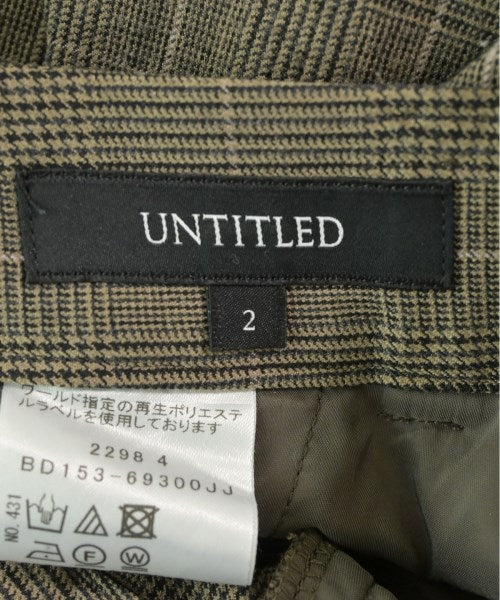 UNTITLED
2
ワールド指定の再生ポリエステ
ルラベルを使用しております
2298 4
BD153-69300JJ
NO. 431
F
W